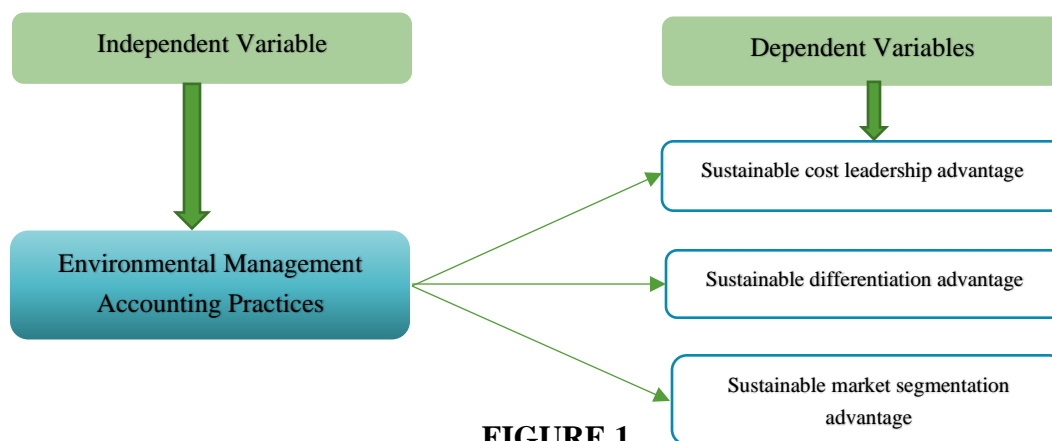 Independent Variable
Dependent Variables
Sustainable cost leadership advantage
Environmental Management
Accounting Practices
Sustainable differentiation advantage
Sustainable market segmentation
advantage
FIGURE 1